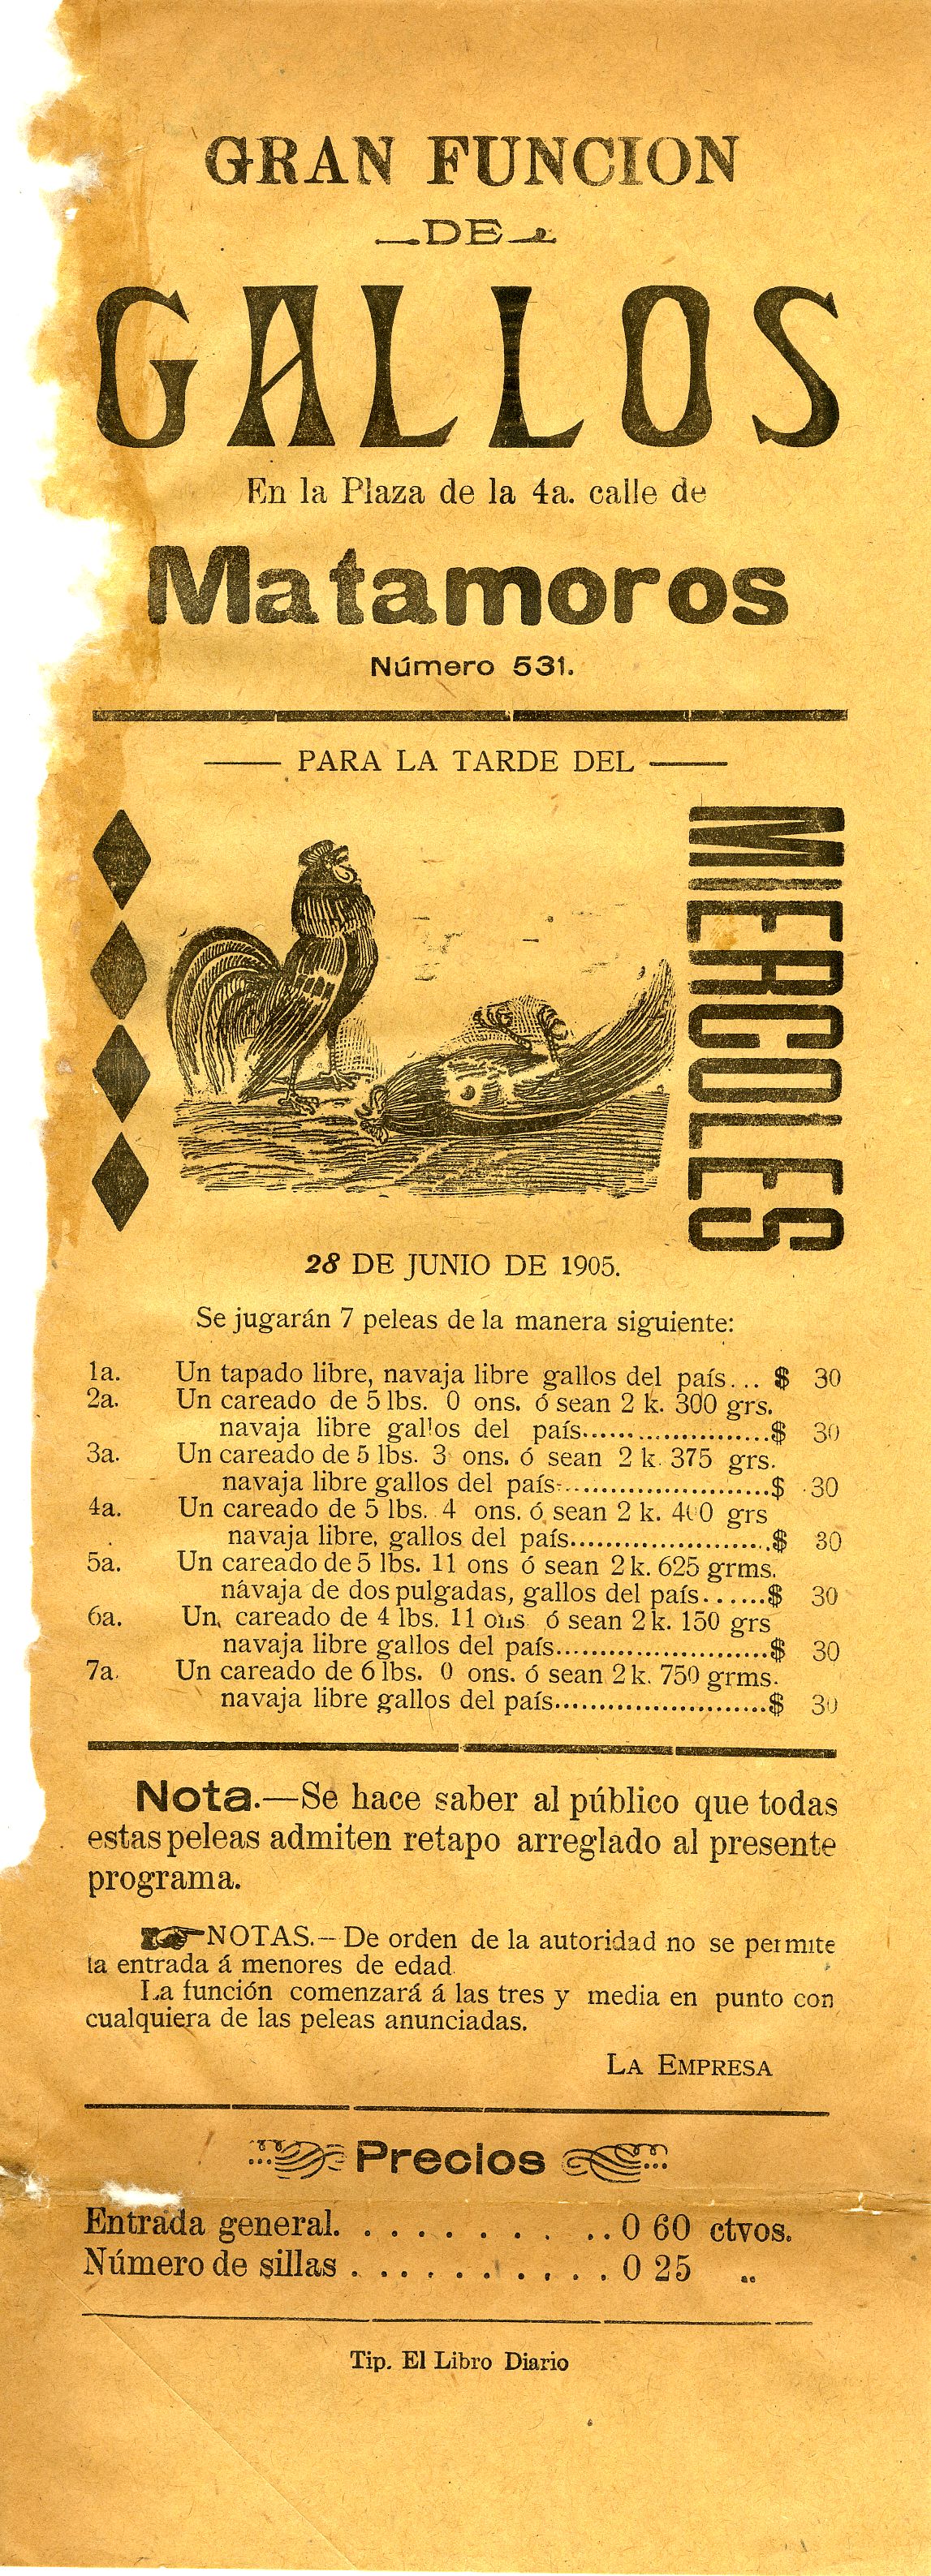 GRAN FUNCION
DE
GALLOS
En la Plaza de la 4a. calle de
Matamoros
Número 531.
PARA LA TARDE DEL
MIERCOLES
28 DE JUNIO DE 1905.
Se jugarán 7 peleas de la manera siguiente:
1a. Un tapado libre, navaja libre gallos del país... $ 30
2a. Un careado de 5 lbs. 0 ons. ó sean 2 k. 300 grs.
navaja libre gallos del país.....................$ 30
3a. Un careado de 5 lbs. 3 ons. ó sean 2 k. 375 grs.
navaja libre gallos del país.......................$ 30
4a. Un careado de 5 lbs. 4 ons. ó sean 2 k. 400 grs
navaja libre, gallos del país.......................$ 30
5a. Un careado de 5 lbs. 11 ons ó sean 2 k. 625 grms.
navaja de dos pulgadas, gallos del país......$ 30
6a. Un careado de 4 lbs. 11 ons ó sean 2 k. 150 grs
navaja libre gallos del país........................$ 30
7a. Un careado de 6 lbs. 0 ons. ó sean 2 k. 750 grms.
navaja libre gallos del país........................$ 30
Nota.—Se hace saber al público que todas
estas peleas admiten retapo arreglado al presente
programa.
NOTAS.—De orden de la autoridad no se permite
la entrada á menores de edad
La función comenzará á las tres y media en punto con
cualquiera de las peleas anunciadas.
LA EMPRESA
Precios
Entrada general. . . . . . . . . . . . 0 60 ctvos.
Número de sillas . . . . . . . . . . . 0 25 „
Tip. El Libro Diario